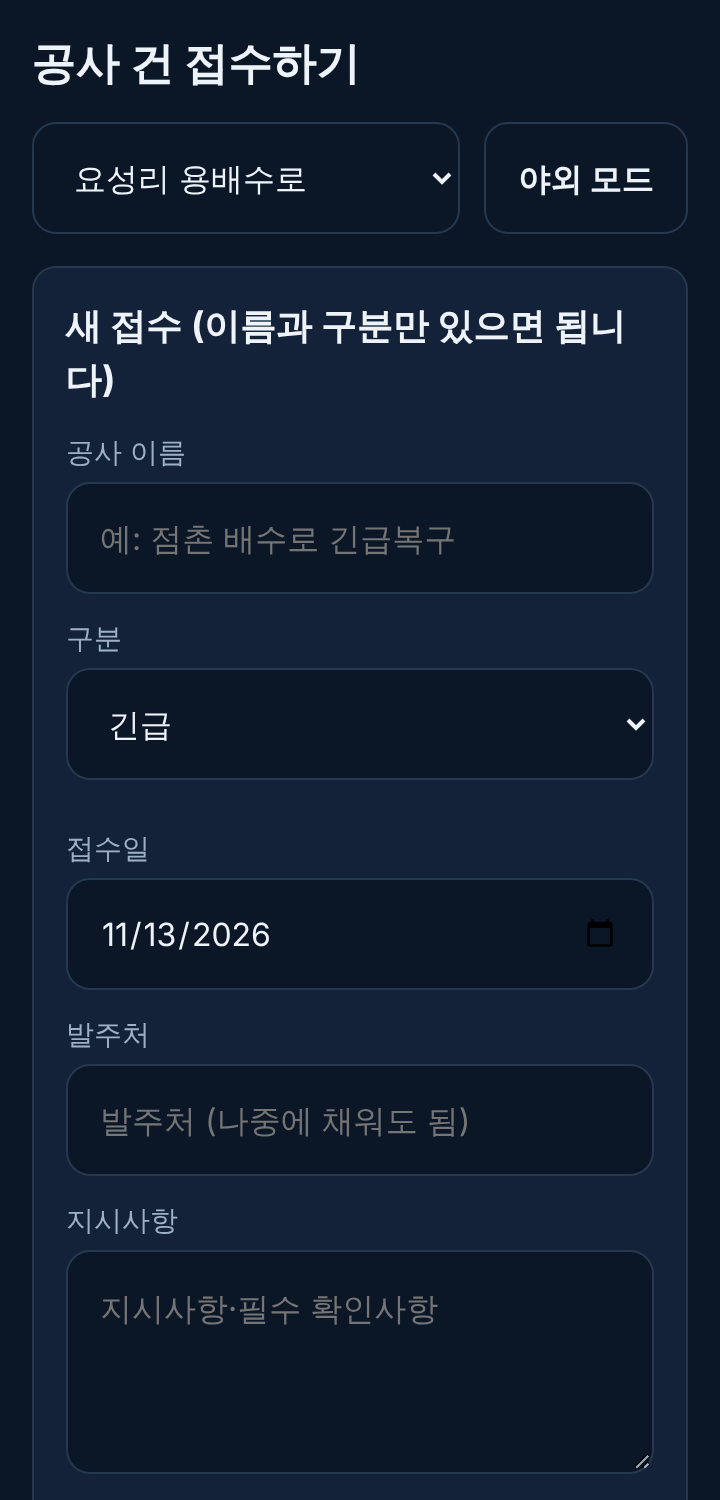 공사 건 접수하기
요성리 용배수로
야외 모드
새 접수 (이름과 구분만 있으면 됩니
다)
공사 이름
예: 점촌 배수로 긴급복구
구분
긴급
접수일
11/13/2026
발주처
발주처 (나중에 채워도 됨)
지시사항
지시사항·필수 확인사항